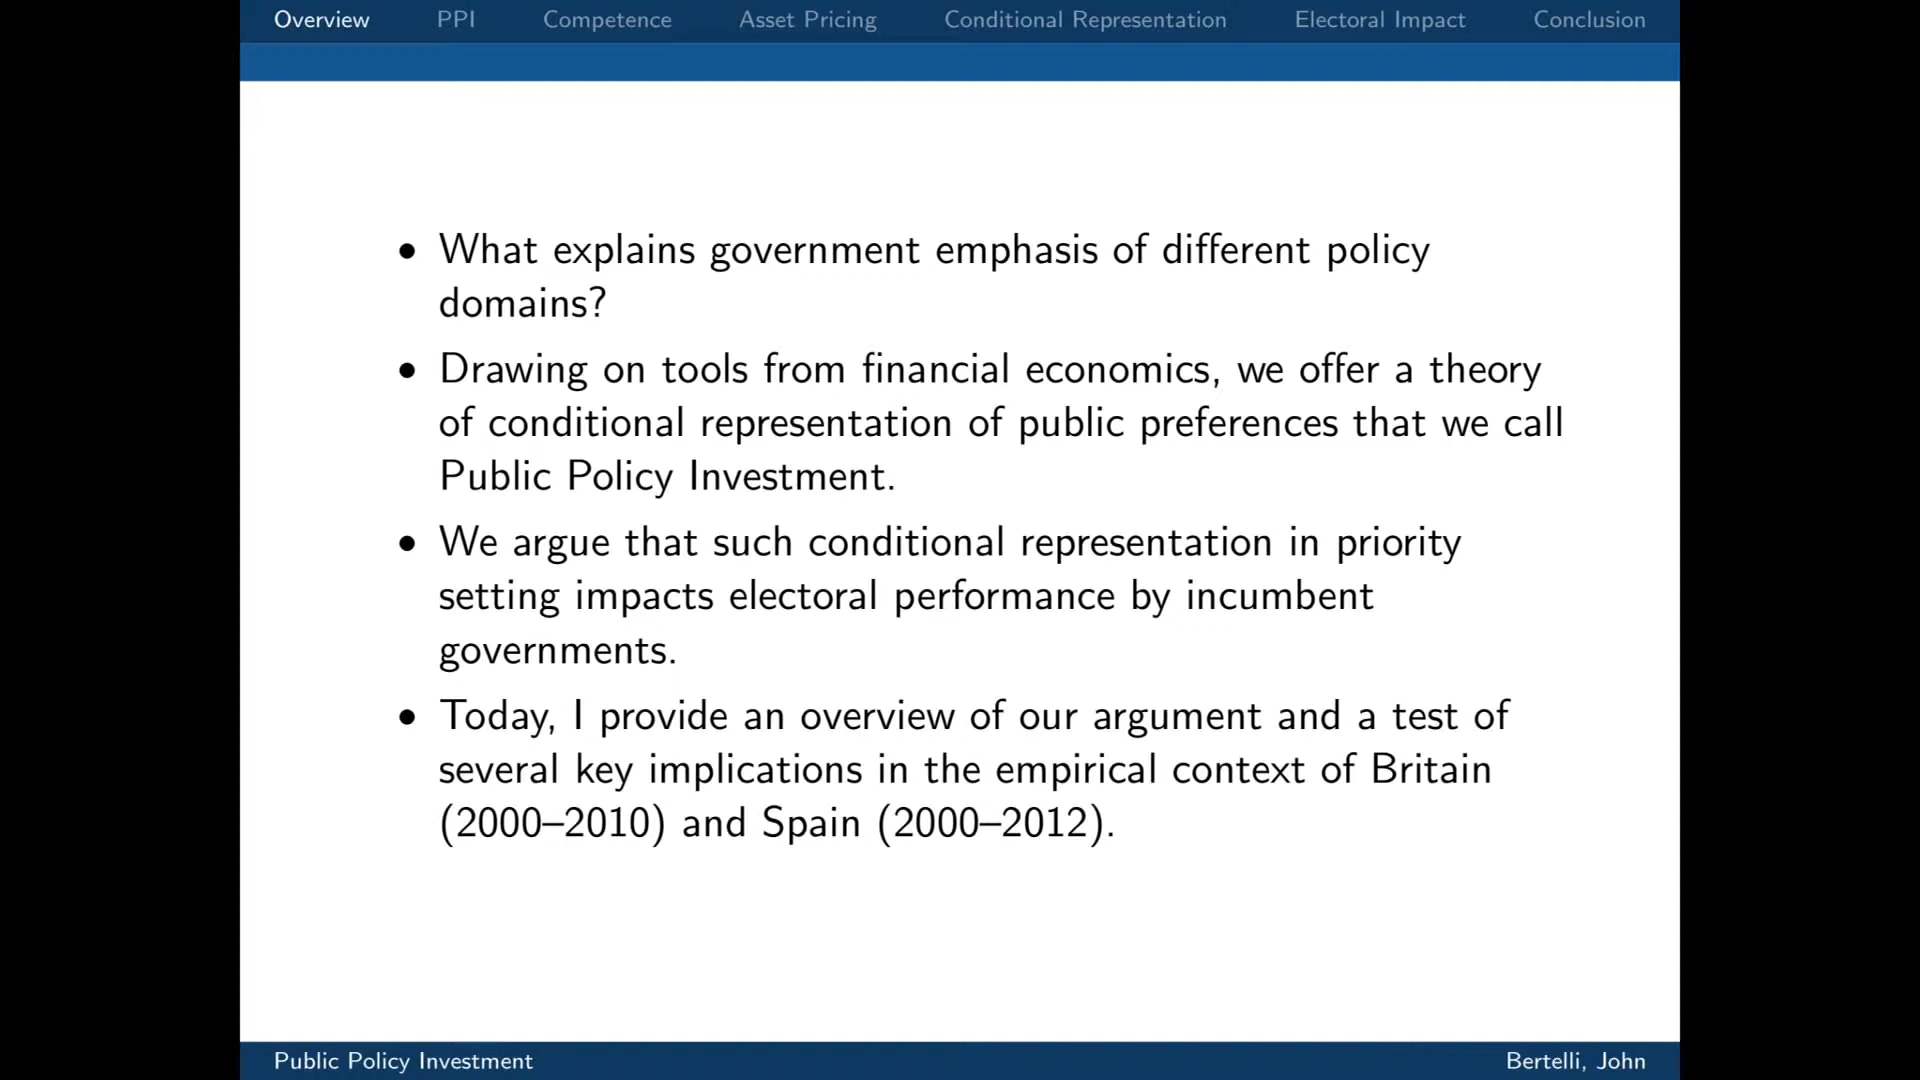 Overview PPI Competence Asset Pricing Conditional Representation Electoral Impact Conclusion
• What explains government emphasis of different policy
domains?
• Drawing on tools from financial economics, we offer a theory
of conditional representation of public preferences that we call
Public Policy Investment.
• We argue that such conditional representation in priority
setting impacts electoral performance by incumbent
governments.
• Today, I provide an overview of our argument and a test of
several key implications in the empirical context of Britain
(2000–2010) and Spain (2000–2012).
Public Policy Investment Bertelli, John